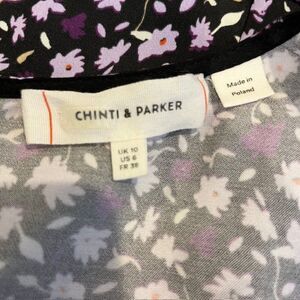 CHINTI & PARKER
Made in
Poland
UK 10
US 6
FR 38